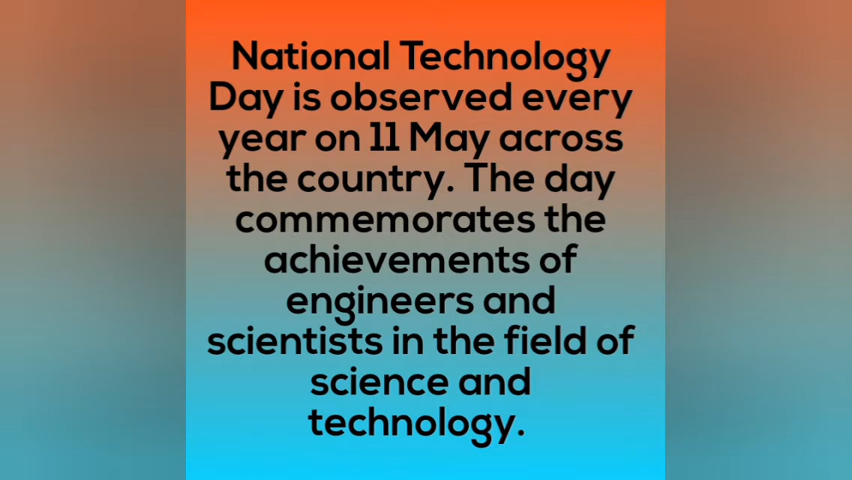 National Technology
Day is observed every
year on 11 May across
the country. The day
commemorates the
achievements of
engineers and
scientists in the field of
science and
technology.